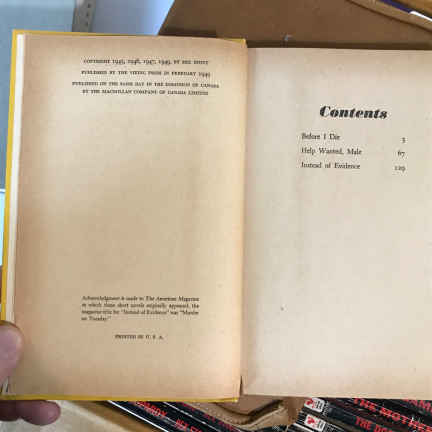 COPYRIGHT 1945, 1946, 1947, 1949, BY REX STOUT
PUBLISHED BY THE VIKING PRESS IN FEBRUARY 1949
PUBLISHED ON THE SAME DAY IN THE DOMINION OF CANADA
BY THE MACMILLAN COMPANY OF CANADA LIMITED
Acknowledgment is made to The American Magazine
in which these short novels originally appeared, the
magazine title for "Instead of Evidence" was "Murder
on Tuesday."
PRINTED IN U. S. A.
Contents
Before I Die 3
Help Wanted, Male 67
Instead of Evidence 129